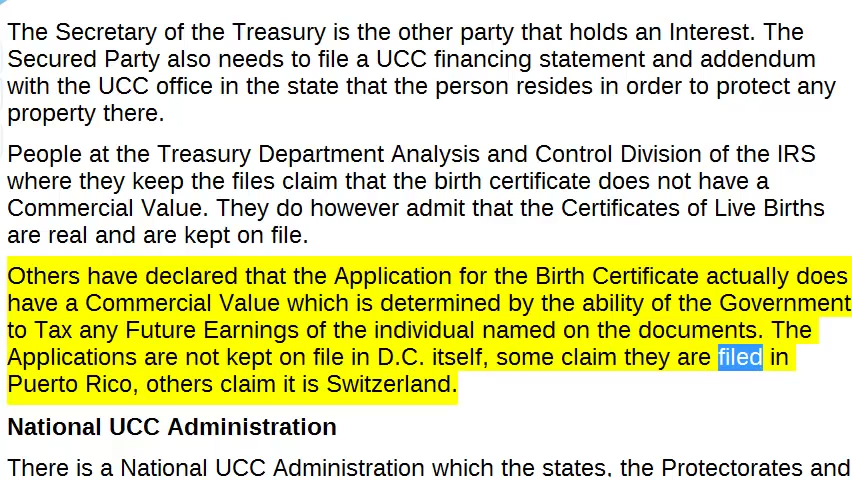 The Secretary of the Treasury is the other party that holds an Interest. The
Secured Party also needs to file a UCC financing statement and addendum
with the UCC office in the state that the person resides in order to protect any
property there.
People at the Treasury Department Analysis and Control Division of the IRS
where they keep the files claim that the birth certificate does not have a
Commercial Value. They do however admit that the Certificates of Live Births
are real and are kept on file.
Others have declared that the Application for the Birth Certificate actually does
have a Commercial Value which is determined by the ability of the Government
to Tax any Future Earnings of the individual named on the documents. The
Applications are not kept on file in D.C. itself, some claim they are filed in
Puerto Rico, others claim it is Switzerland.
National UCC Administration
There is a National UCC Administration which the states, the Protectorates and